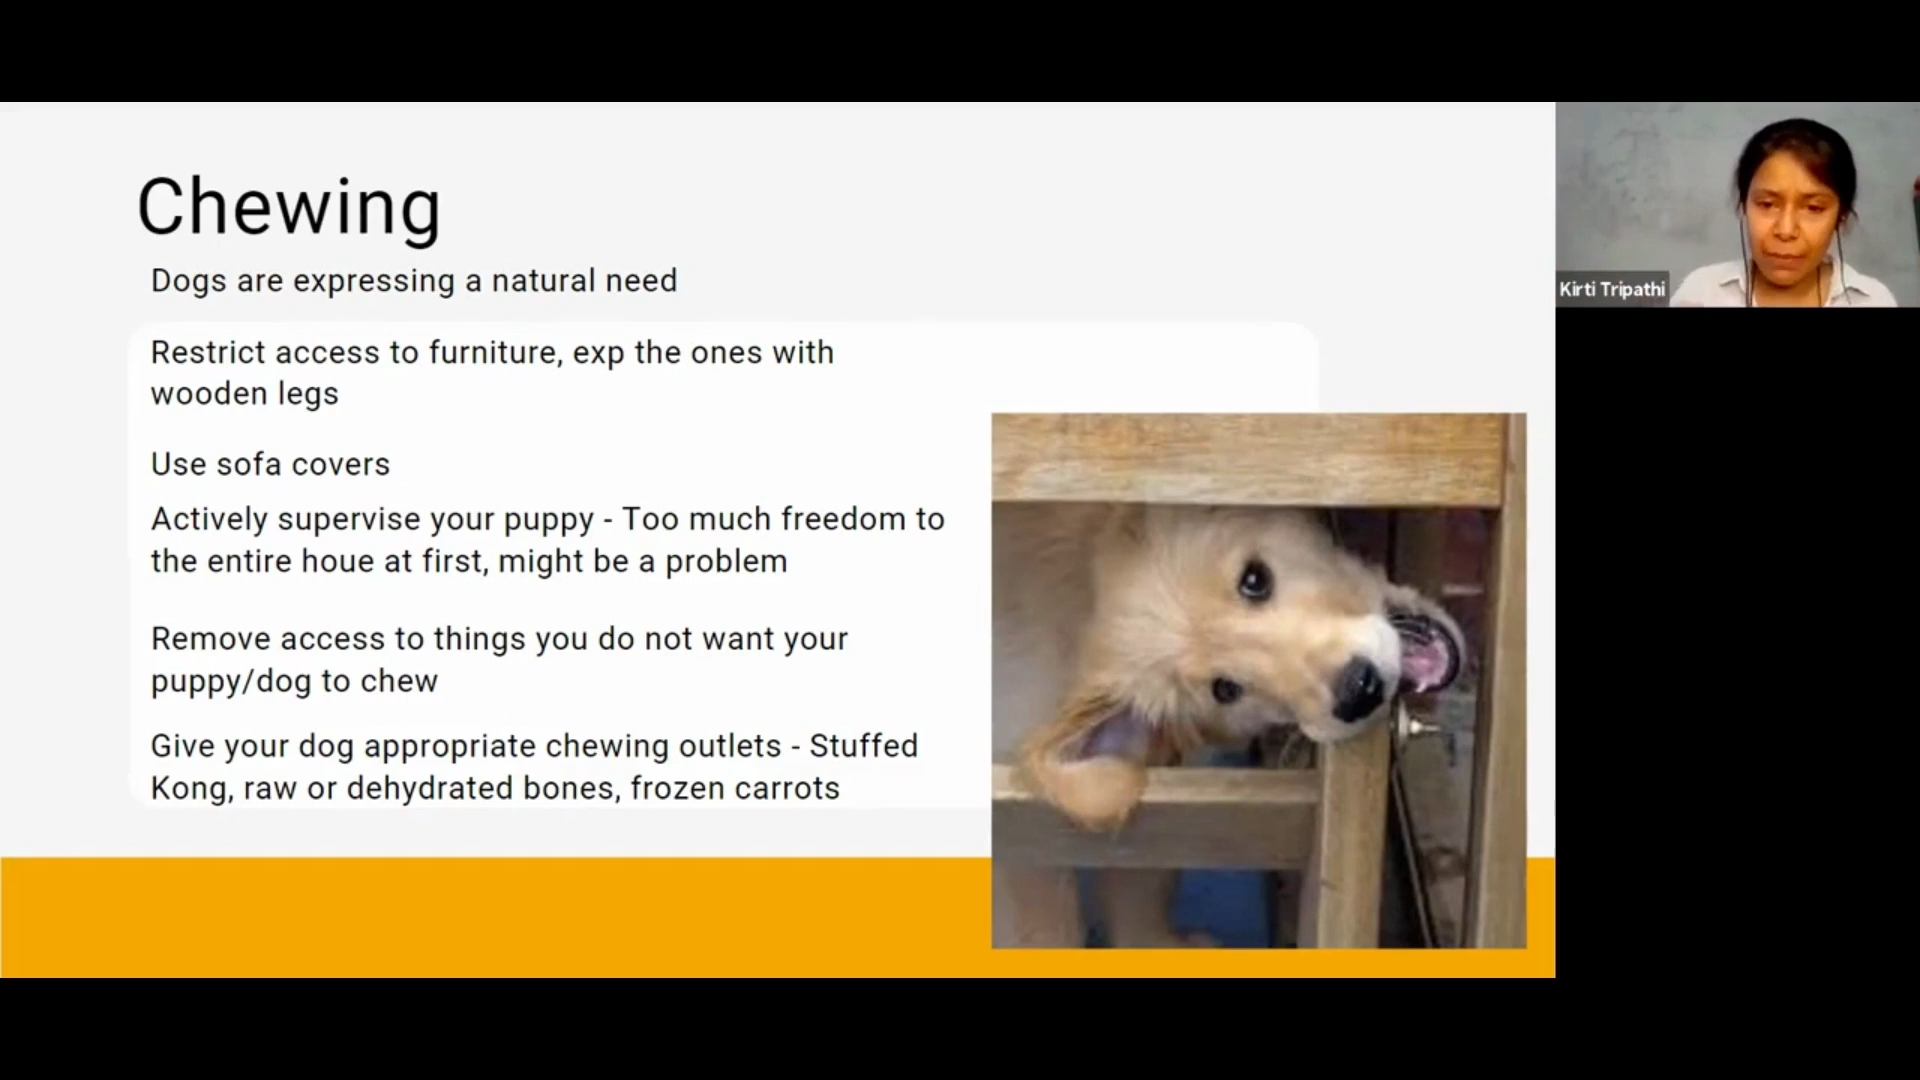 Chewing
Dogs are expressing a natural need
Restrict access to furniture, exp the ones with
wooden legs
Use sofa covers
Actively supervise your puppy - Too much freedom to
the entire houe at first, might be a problem
Remove access to things you do not want your
puppy/dog to chew
Give your dog appropriate chewing outlets - Stuffed
Kong, raw or dehydrated bones, frozen carrots
Kirti Tripathi